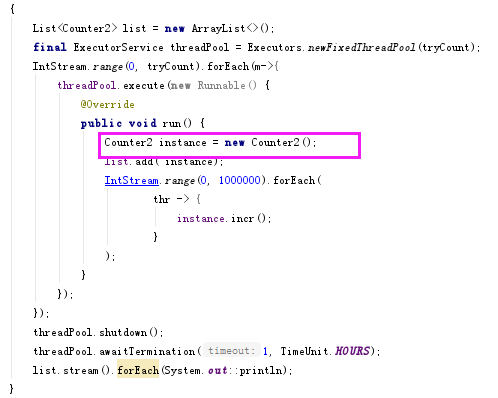 {
List<Counter2> list = new ArrayList<>();
final ExecutorService threadPool = Executors.newFixedThreadPool(tryCount);
IntStream.range(0, tryCount).forEach(m->{
threadPool.execute(new Runnable() {
@Override
public void run() {
Counter2 instance = new Counter2();
list.add( instance);
IntStream.range(0, 1000000).forEach(
thr -> {
instance.incr();
}
);
}
});
});
threadPool.shutdown();
threadPool.awaitTermination( timeout: 1, TimeUnit.HOURS);
list.stream().forEach(System.out::println);
}